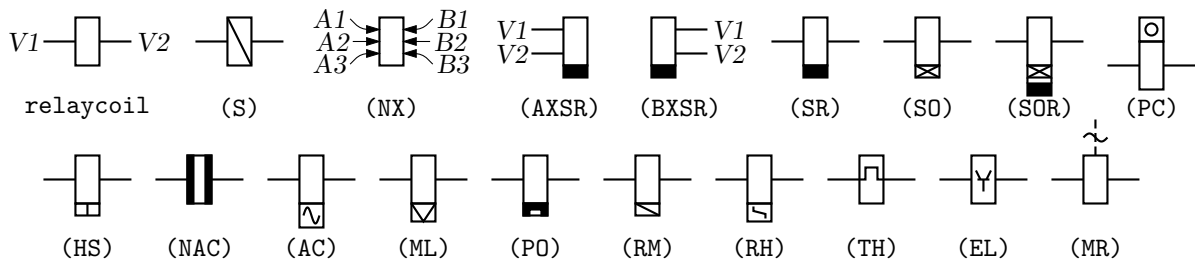 A1 B1 V1 V1
V1 V2 A2 B2 V2 V2
A3 B3
relaycoil (S) (NX) (AXSR) (BXSR) (SR) (SO) (SOR) (PC)
(HS) (NAC) (AC) (ML) (PO) (RM) (RH) (TH) (EL) (MR)